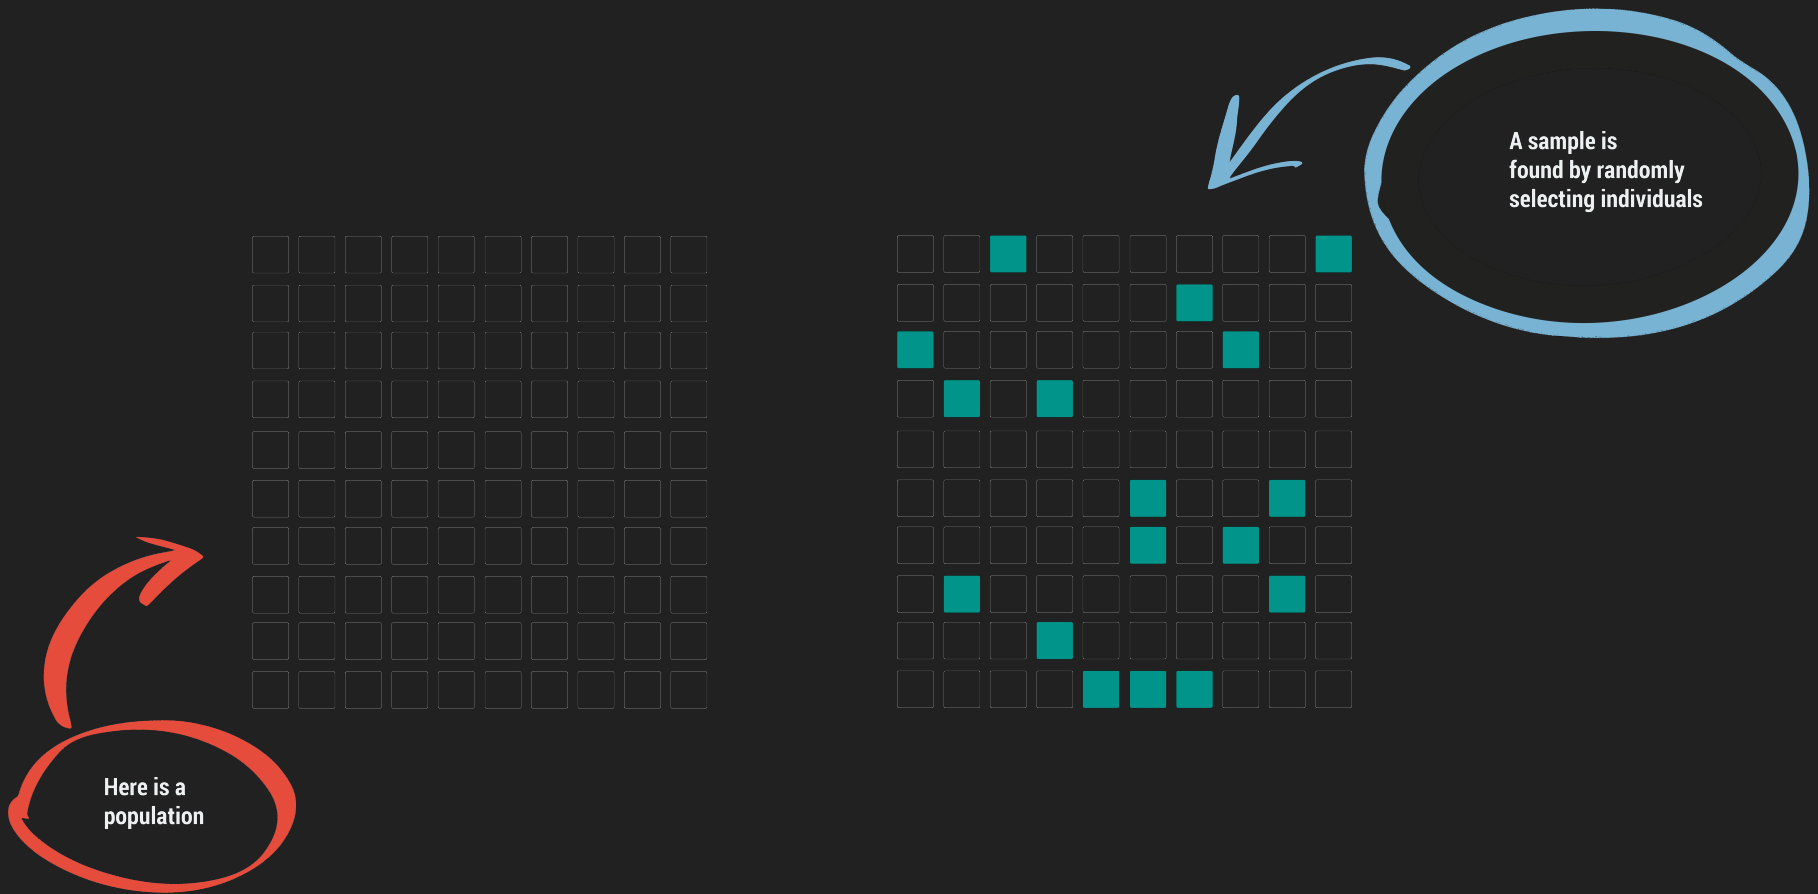 A sample is
found by randomly
selecting individuals
Here is a
population